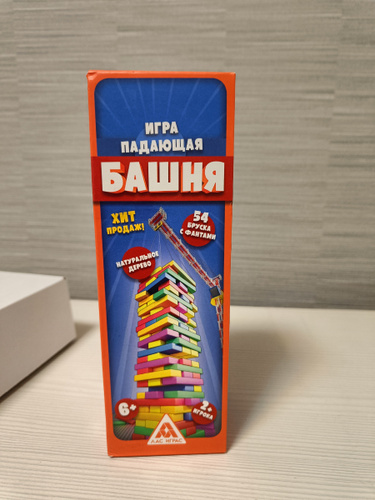 ИГРА
ПАДАЮЩАЯ
БАШНЯ
ХИТ
ПРОДАЖ!
54
БРУСКА
С ФАНТАМИ
НАТУРАЛЬНОЕ
ДЕРЕВО
6+
2+
ИГРОКА
ЛАС ИГРАС